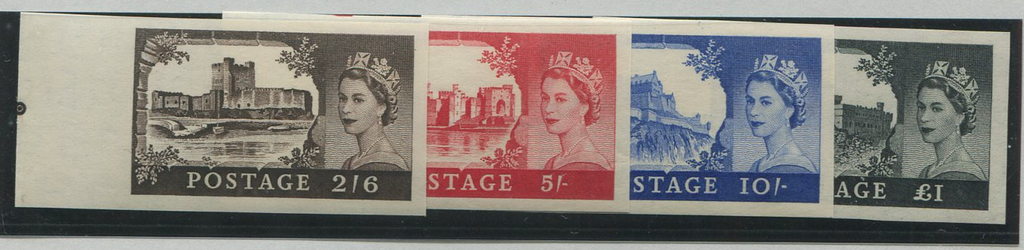 POSTAGE 2/6
STAGE 5/-
STAGE 10/-
AGE £1